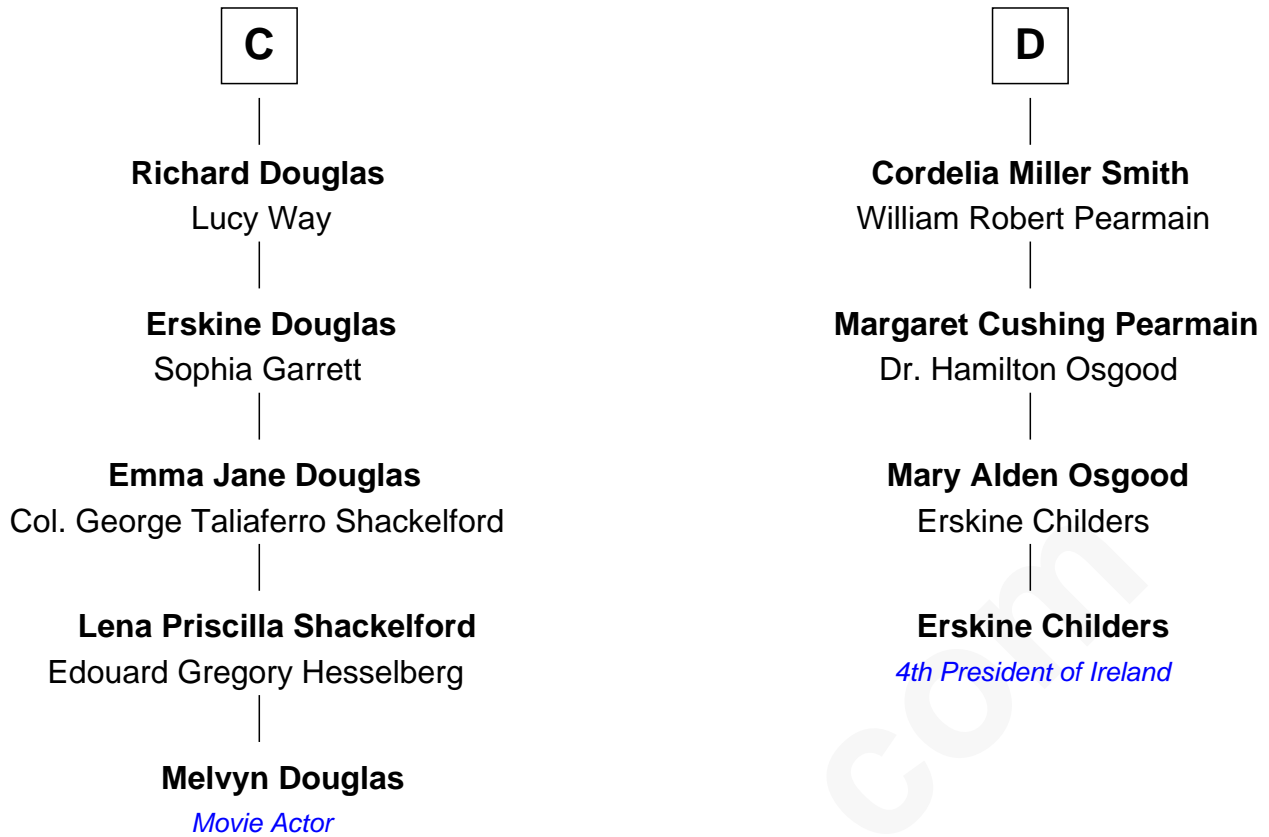 C
Richard Douglas
Lucy Way
Erskine Douglas
Sophia Garrett
Emma Jane Douglas
Col. George Taliaferro Shackelford
Lena Priscilla Shackelford
Edouard Gregory Hesselberg
Melvyn Douglas
Movie Actor
D
Cordelia Miller Smith
William Robert Pearmain
Margaret Cushing Pearmain
Dr. Hamilton Osgood
Mary Alden Osgood
Erskine Childers
Erskine Childers
4th President of Ireland
com